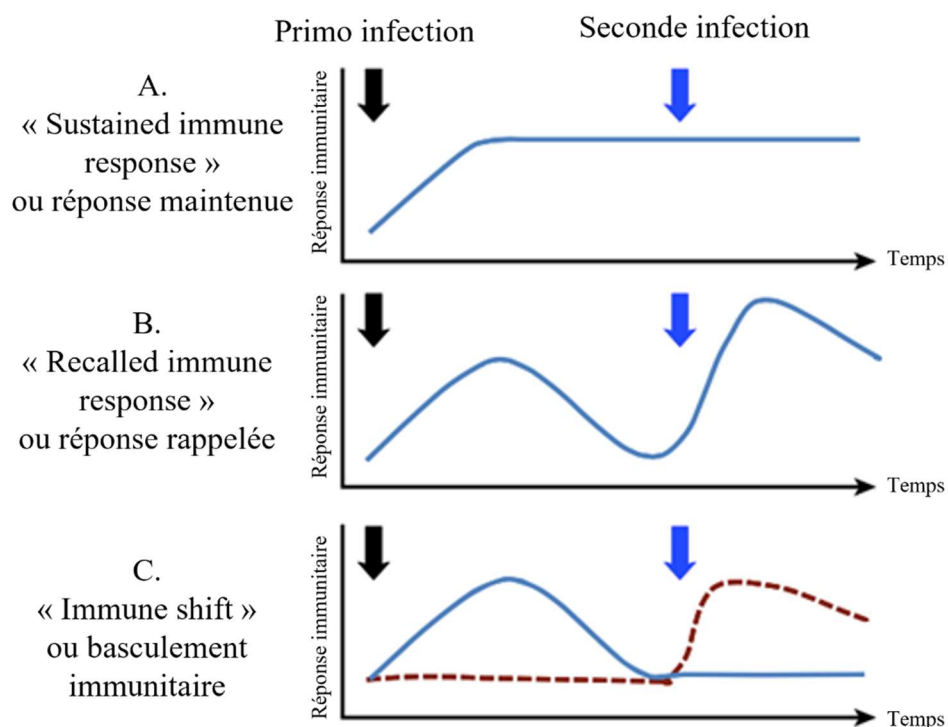 Primo infection
Seconde infection
A.
« Sustained immune
response »
ou réponse maintenue
Réponse immunitaire
Temps
B.
« Recalled immune
response »
ou réponse rappelée
Réponse immunitaire
Temps
C.
« Immune shift »
ou basculement
immunitaire
Réponse immunitaire
Temps